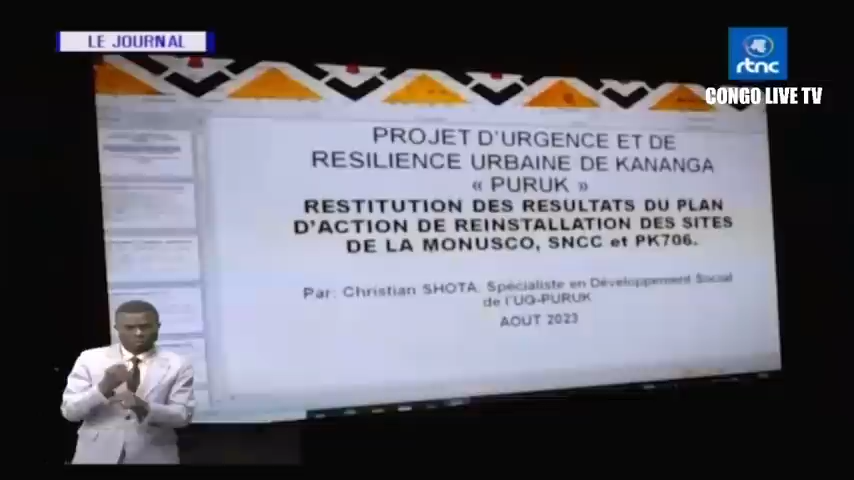 LE JOURNAL
rtnc
CONGO LIVE TV
PROJET D'URGENCE ET DE
RESILIENCE URBAINE DE KANANGA
« PURUK »
RESTITUTION DES RESULTATS DU PLAN
D'ACTION DE REINSTALLATION DES SITES
DE LA MONUSCO, SNCC et PK706.
Par: Christian SHOTA, Spécialiste en Développement Social
de l'UG-PURUK
AOUT 2023